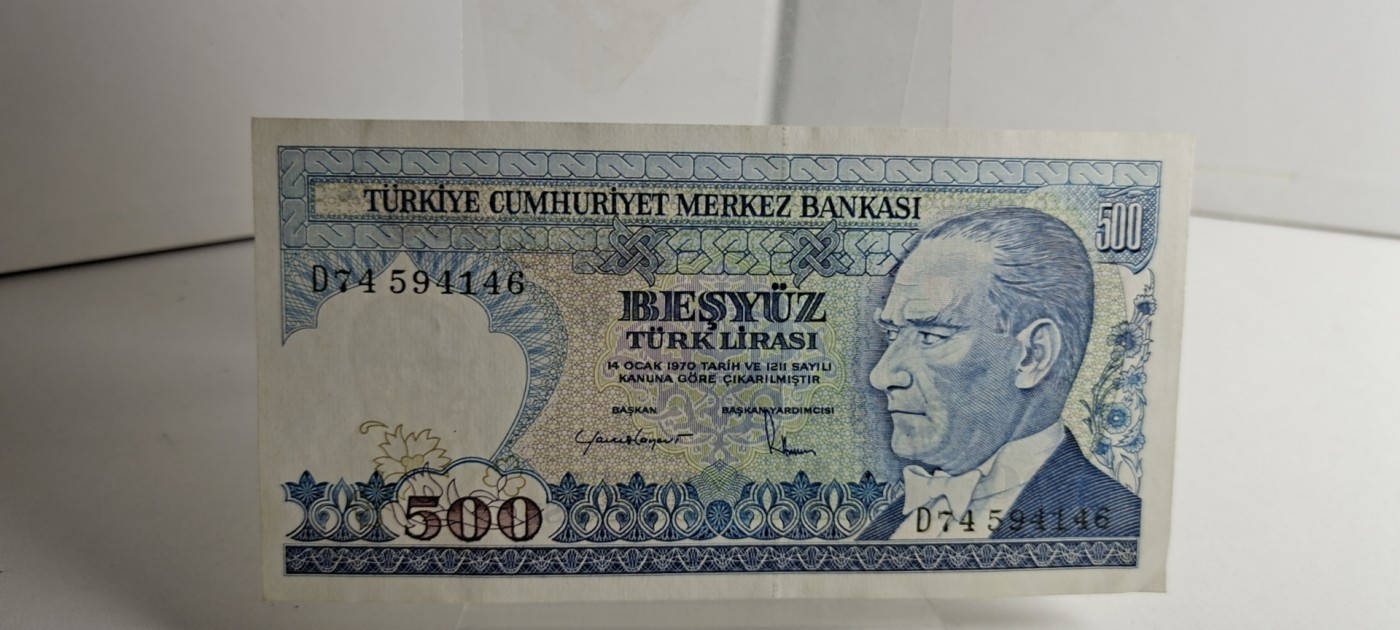 TÜRKİYE CUMHURİYET MERKEZ BANKASI
500
D74 594146
BEŞYÜZ
TÜRK LİRASI
14 OCAK 1970 TARİH VE 1211 SAYILI
KANUNA GÖRE ÇIKARILMIŞTIR
BAŞKAN BAŞKAN YARDIMCISI
500
D74 594146